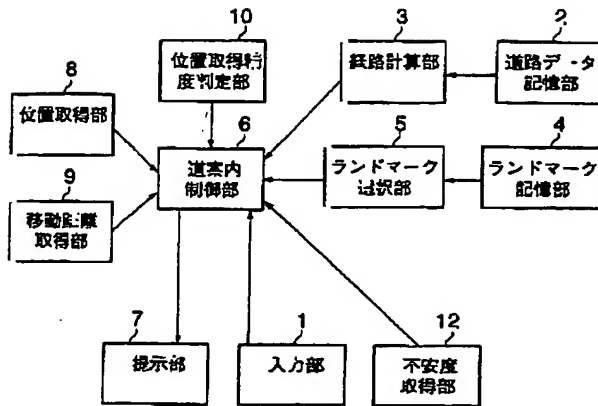 10
位置取得精
度判定部
3
経路計算部
2
道路データ
記憶部
8
位置取得部
6
道案内
制御部
5
ランドマーク
選択部
4
ランドマーク
記憶部
9
移動距離
取得部
7
提示部
1
入力部
12
不安度
取得部